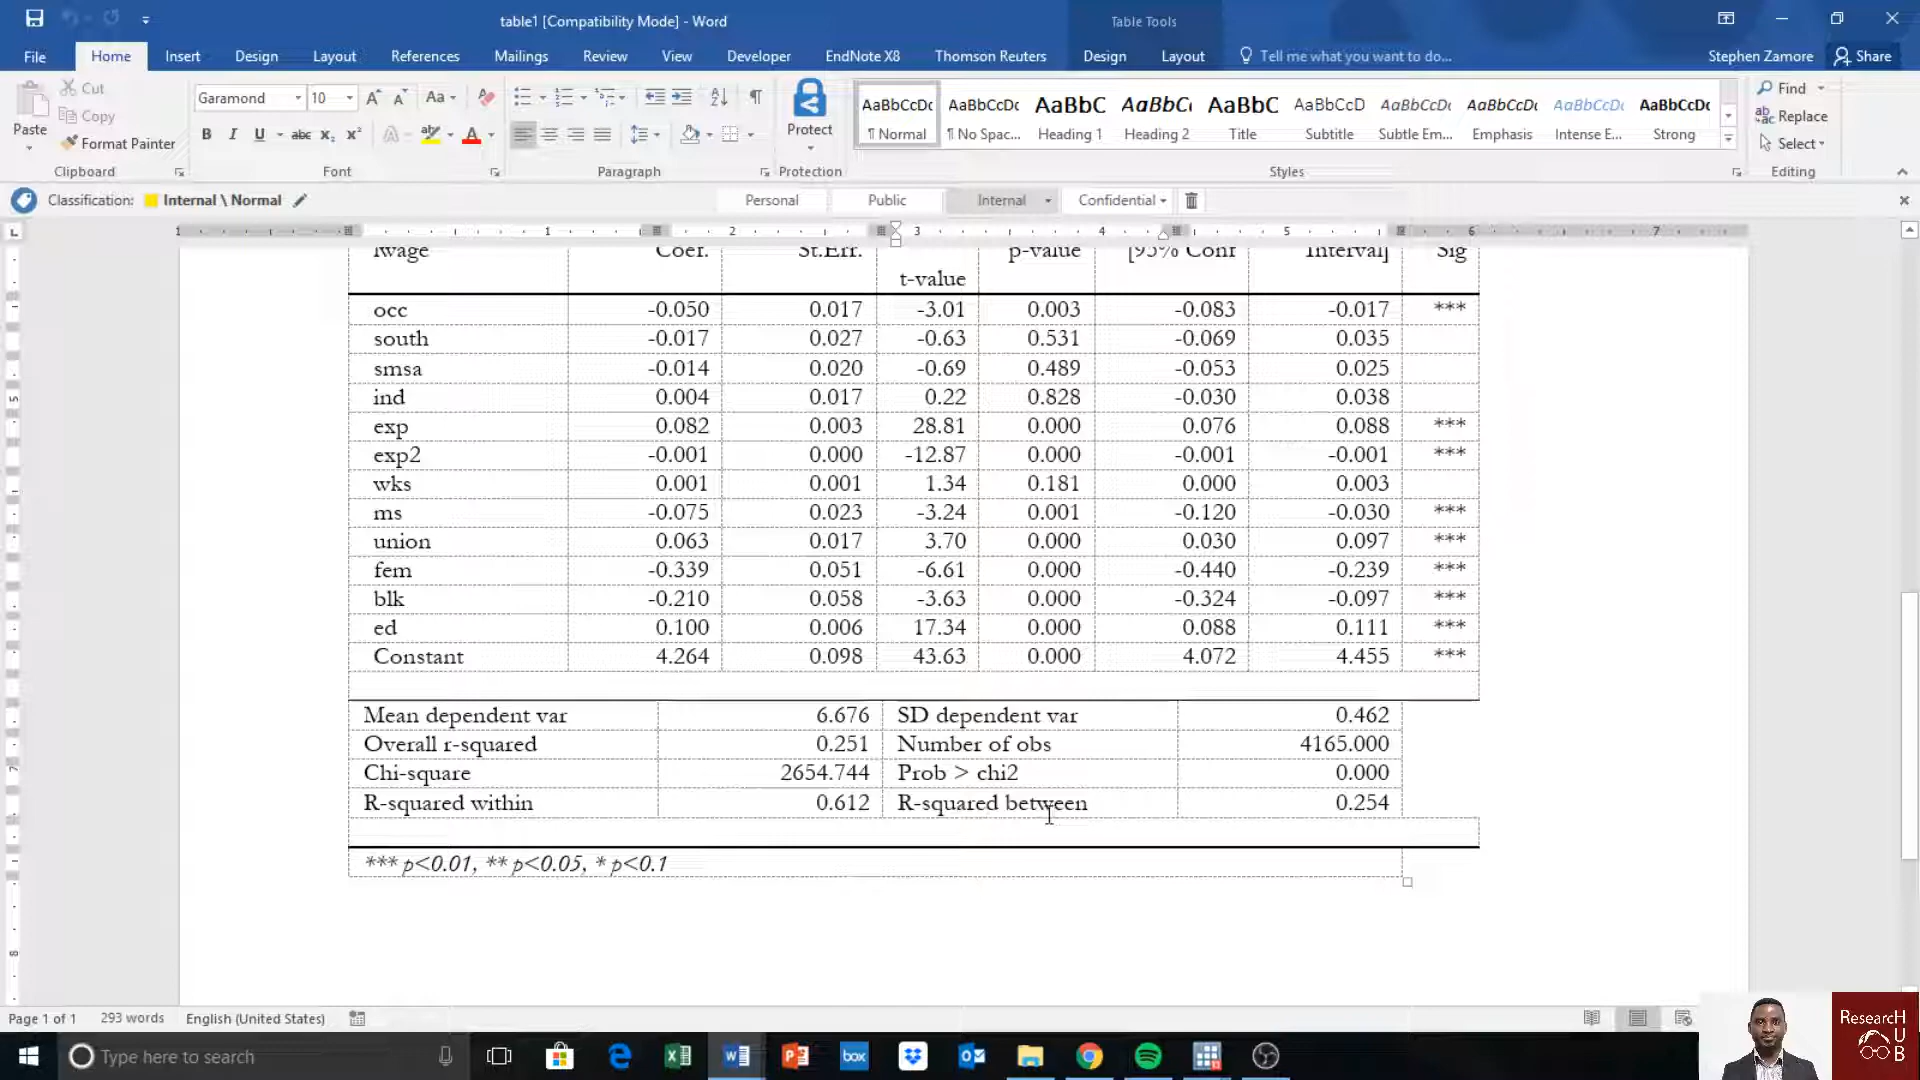 table1 [Compatibility Mode] - Word
Table Tools
File Home Insert Design Layout References Mailings Review View Developer EndNote X8 Thomson Reuters Design Layout Tell me what you want to do... Stephen Zamore Share
Cut
Copy
Paste
Format Painter
Clipboard
Garamond 10
Font
Paragraph
Protect
Protection
AaBbCcDc AaBbCcDc AaBbC AaBbCc AaBbC AaBbCcD AaBbCcDc AaBbCcDc AaBbCcDc AaBbCcDc
¶ Normal ¶ No Spac... Heading 1 Heading 2 Title Subtitle Subtle Em... Emphasis Intense E... Strong
Styles
Find
Replace
Select
Editing
Classification: Internal \ Normal Personal Public Internal Confidential
1 1 2 3 4 5 6 7
lwage Coef. St.Err. t-value p-value [95% Conf Interval] Sig
occ -0.050 0.017 -3.01 0.003 -0.083 -0.017 ***
south -0.017 0.027 -0.63 0.531 -0.069 0.035
smsa -0.014 0.020 -0.69 0.489 -0.053 0.025
ind 0.004 0.017 0.22 0.828 -0.030 0.038
exp 0.082 0.003 28.81 0.000 0.076 0.088 ***
exp2 -0.001 0.000 -12.87 0.000 -0.001 -0.001 ***
wks 0.001 0.001 1.34 0.181 0.000 0.003
ms -0.075 0.023 -3.24 0.001 -0.120 -0.030 ***
union 0.063 0.017 3.70 0.000 0.030 0.097 ***
fem -0.339 0.051 -6.61 0.000 -0.440 -0.239 ***
blk -0.210 0.058 -3.63 0.000 -0.324 -0.097 ***
ed 0.100 0.006 17.34 0.000 0.088 0.111 ***
Constant 4.264 0.098 43.63 0.000 4.072 4.455 ***
Mean dependent var 6.676 SD dependent var 0.462
Overall r-squared 0.251 Number of obs 4165.000
Chi-square 2654.744 Prob > chi2 0.000
R-squared within 0.612 R-squared between 0.254
*** p<0.01, ** p<0.05, * p<0.1
Page 1 of 1 293 words English (United States)
Type here to search
box
ResearcH
U
B